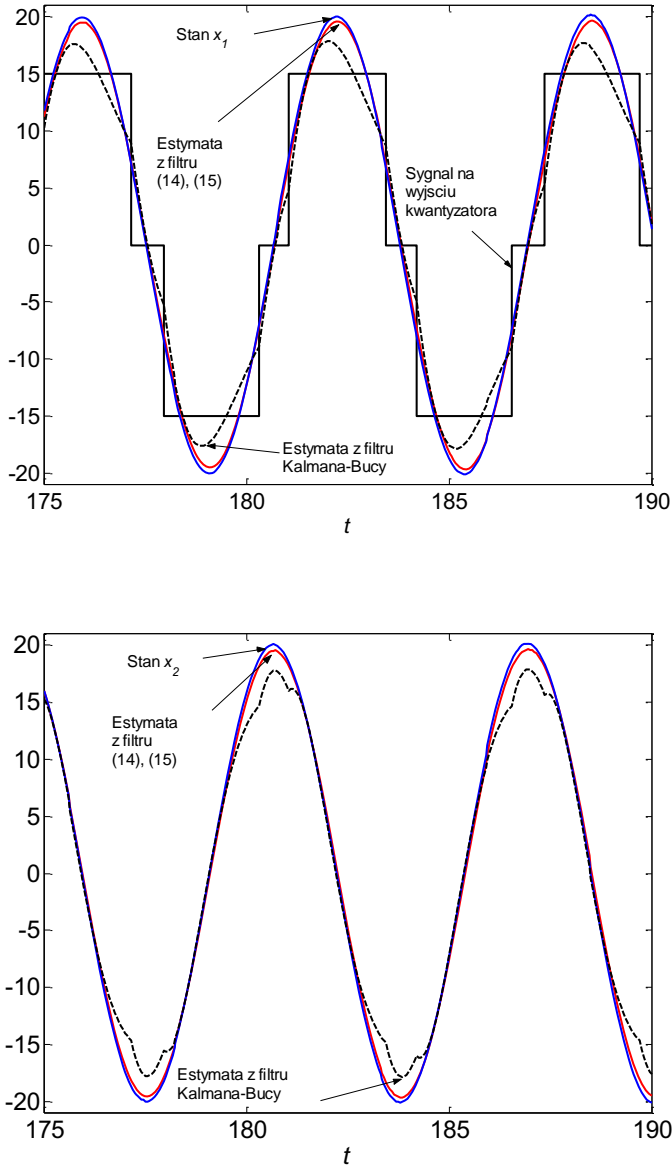 20
Stan x1
15
10
Estymata
z filtru
(14), (15)
Sygnal na
wyjsciu
kwantyzatora
5
0
-5
-10
-15
Estymata z filtru
Kalmana-Bucy
-20
175
180
185
190
t
20
Stan x2
15
Estymata
z filtru
(14), (15)
10
5
0
-5
-10
-15
Estymata z filtru
Kalmana-Bucy
-20
175
180
185
190
t